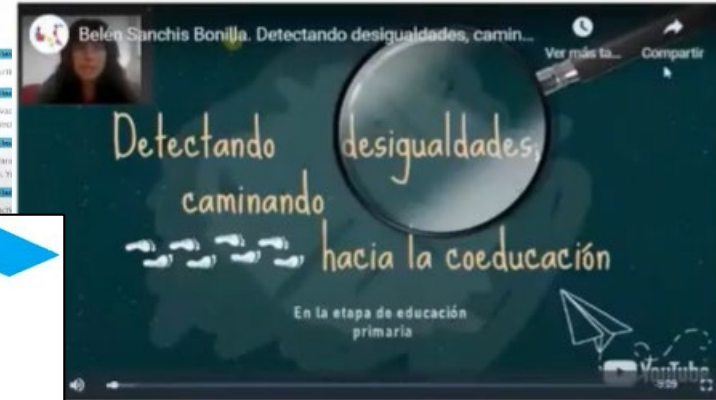 Belén Sanchis Bonilla. Detectando desigualdades, camin...
Ver más ta...
Compartir
Detectando desigualdades,
caminando
hacia la coeducación
En la etapa de educación
primaria
YouTube